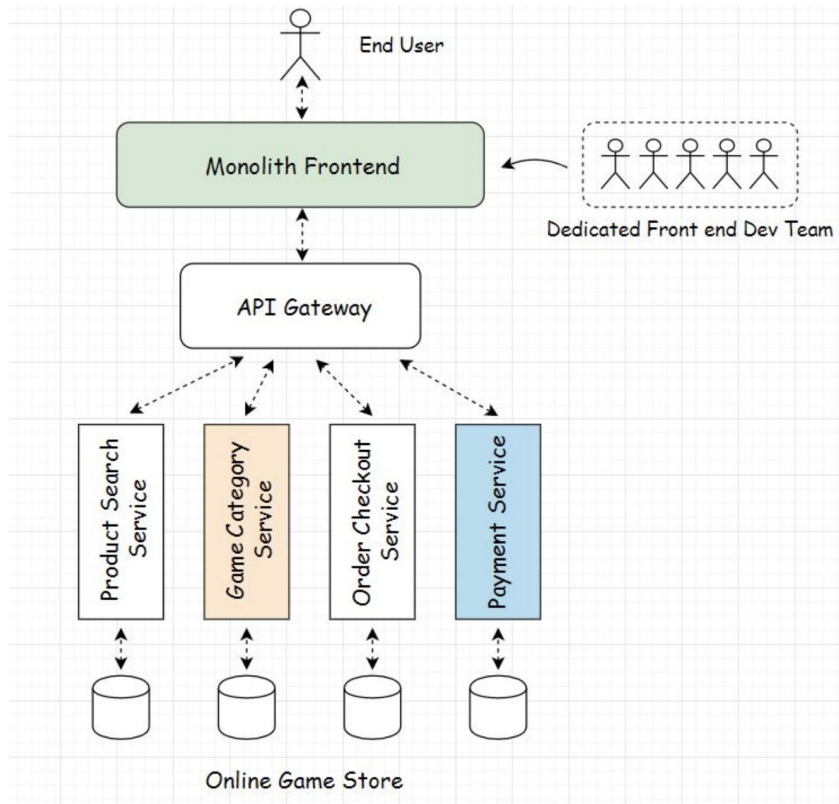 End User
Monolith Frontend
Dedicated Front end Dev Team
API Gateway
Product Search
Service
Game Category
Service
Order Checkout
Service
Payment Service
Online Game Store